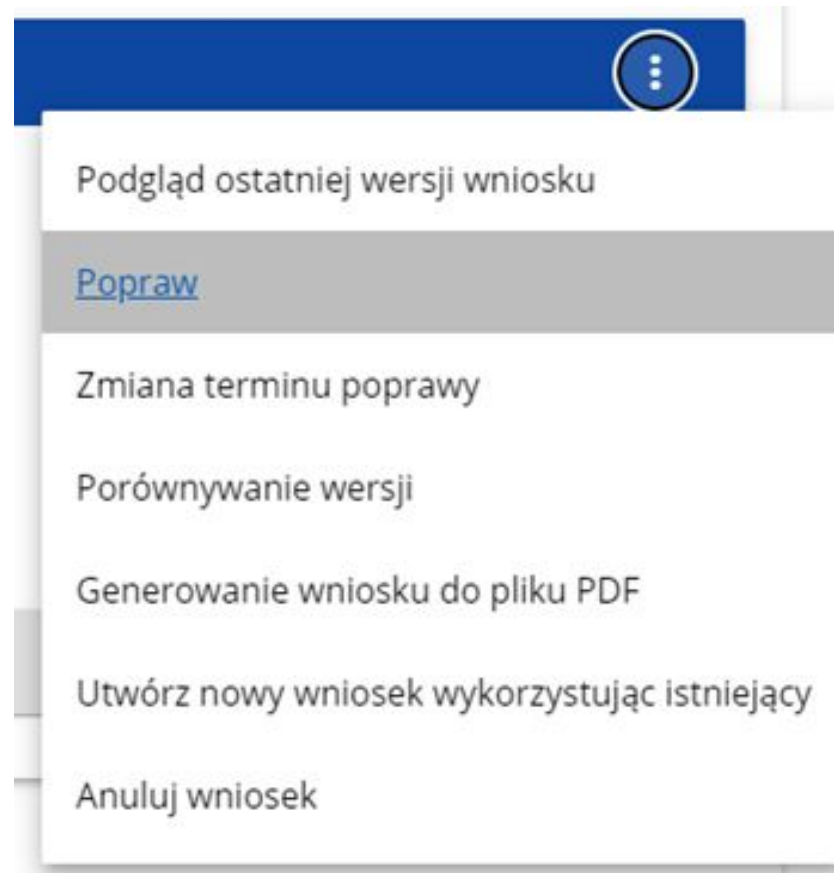 Podgląd ostatniej wersji wniosku
Popraw
Zmiana terminu poprawy
Porównywanie wersji
Generowanie wniosku do pliku PDF
Utwórz nowy wniosek wykorzystując istniejący
Anuluj wniosek